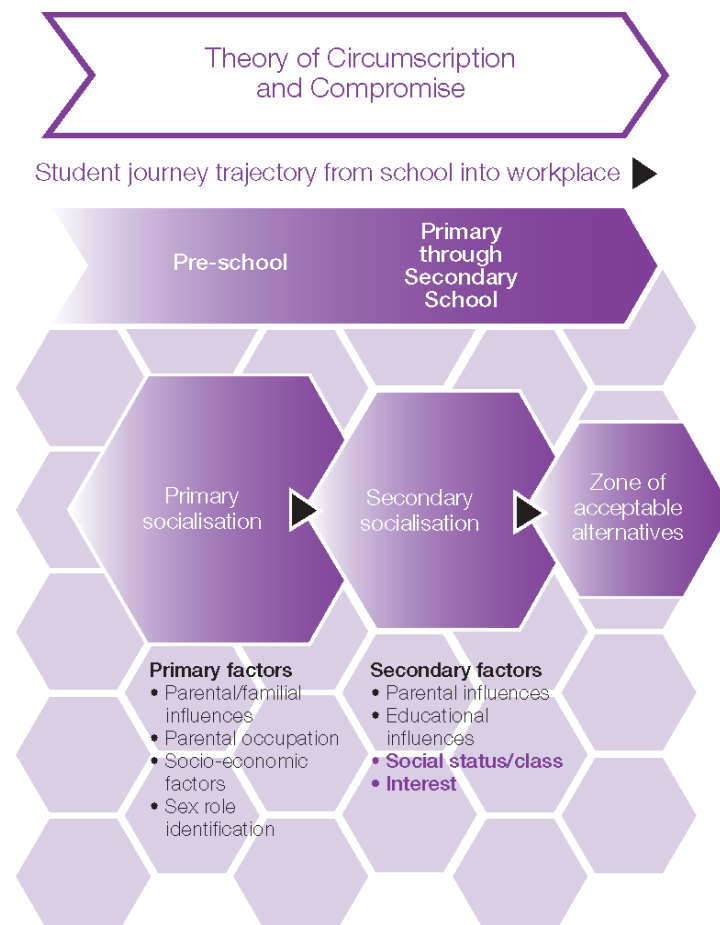 Theory of Circumscription
and Compromise
Student journey trajectory from school into workplace
Pre-school
Primary
through
Secondary
School
Primary
socialisation
Secondary
socialisation
Zone of
acceptable
alternatives
Primary factors
• Parental/familial
influences
• Parental occupation
• Socio-economic
factors
• Sex role
identification
Secondary factors
• Parental influences
• Educational
influences
• Social status/class
• Interest